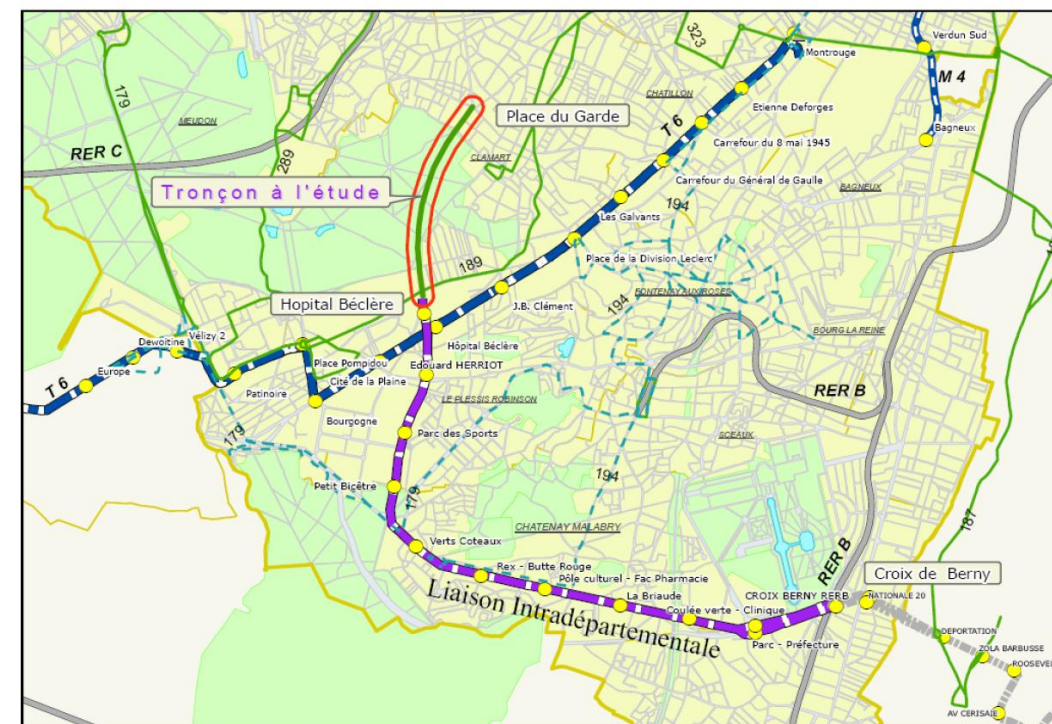 323
Verdun Sud
Montrouge
M 4
179
CHATILLON
Etienne Deforges
Place du Garde
MEUDON
T 6
Bagneux
RER C
289
CLAMART
Carrefour du 8 mai 1945
Tronçon à l'étude
Carrefour du Général de Gaulle
BAGNEUX
194
Les Galvants
189
Place de la Division Leclerc
Hopital Béclère
J.B. Clément
194
FONTENAY AUX ROSES
BOURG LA REINE
Vélizy 2
Dewoitine
Hôpital Béclère
Europe
Place Pompidou
Edouard HERRIOT
T 6
Cité de la Plaine
RER B
Patinoire
LE PLESSIS ROBINSON
Bourgogne
179
Parc des Sports
SCEAUX
194
Petit Bicêtre
179
187
CHATENAY MALABRY
Verts Coteaux
RER B
Rex - Butte Rouge
Pôle culturel - Fac Pharmacie
Croix de Berny
La Briaude
CROIX BERNY RERB
NATIONALE 20
Liaison Intradépartementale
Coulée verte - Clinique
Parc - Préfecture
DEPORTATION
ZOLA BARBUSSE
ROOSEVE
AV CERISAIE